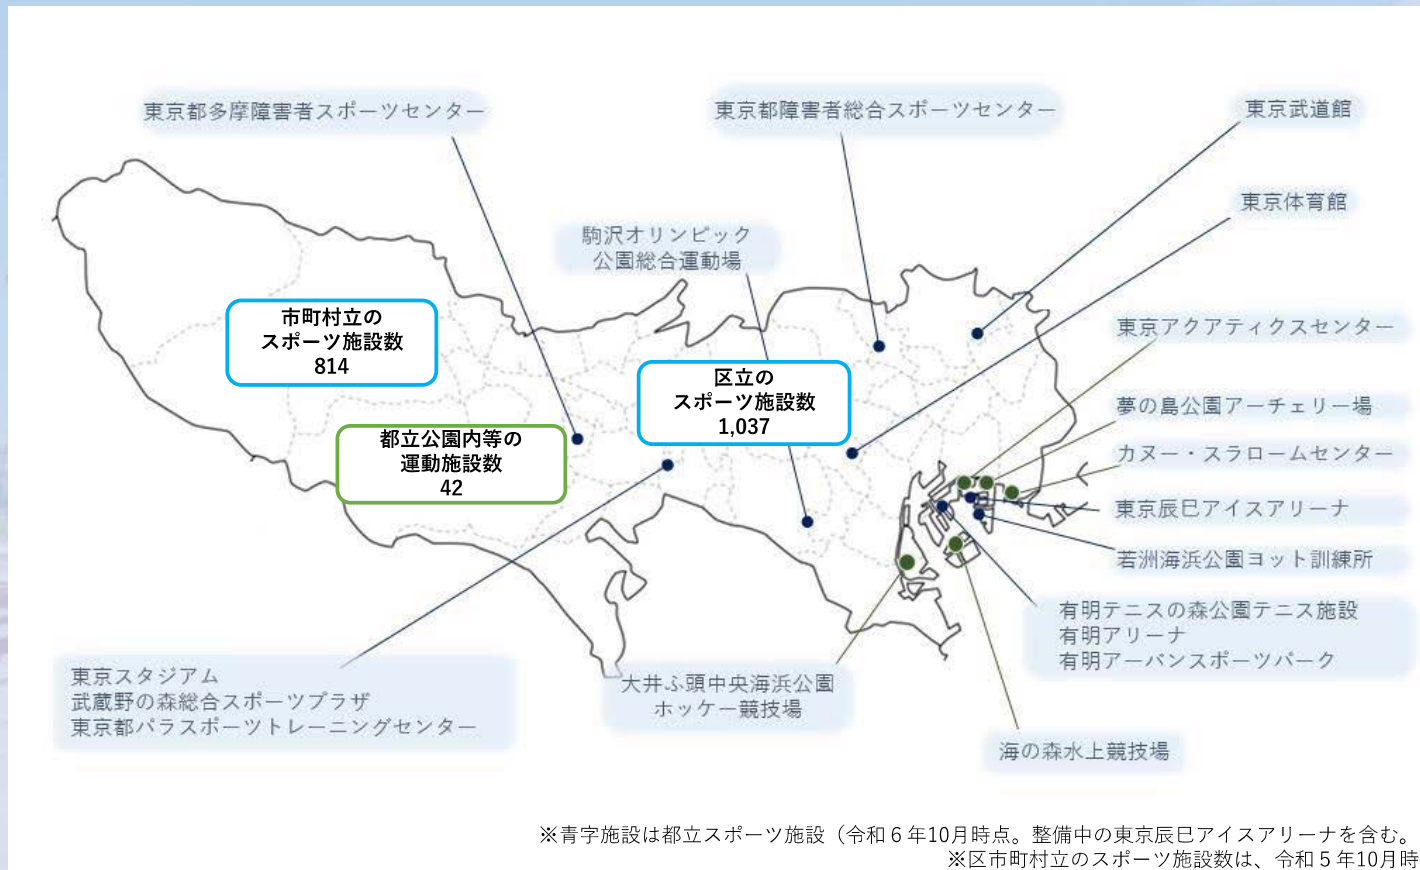 東京都多摩障害者スポーツセンター
東京都障害者総合スポーツセンター
東京武道館
東京体育館
駒沢オリンピック
公園総合運動場
市町村立の
スポーツ施設数
814
東京アクアティクスセンター
区立の
スポーツ施設数
1,037
夢の島公園アーチェリー場
都立公園内等の
運動施設数
42
カヌー・スラロームセンター
東京辰巳アイスアリーナ
若洲海浜公園ヨット訓練所
有明テニスの森公園テニス施設
有明アリーナ
有明アーバンスポーツパーク
東京スタジアム
武蔵野の森総合スポーツプラザ
東京都パラスポーツトレーニングセンター
大井ふ頭中央海浜公園
ホッケー競技場
海の森水上競技場
※青字施設は都立スポーツ施設（令和６年10月時点。整備中の東京辰巳アイスアリーナを含む。
※区市町村立のスポーツ施設数は、令和５年10月時